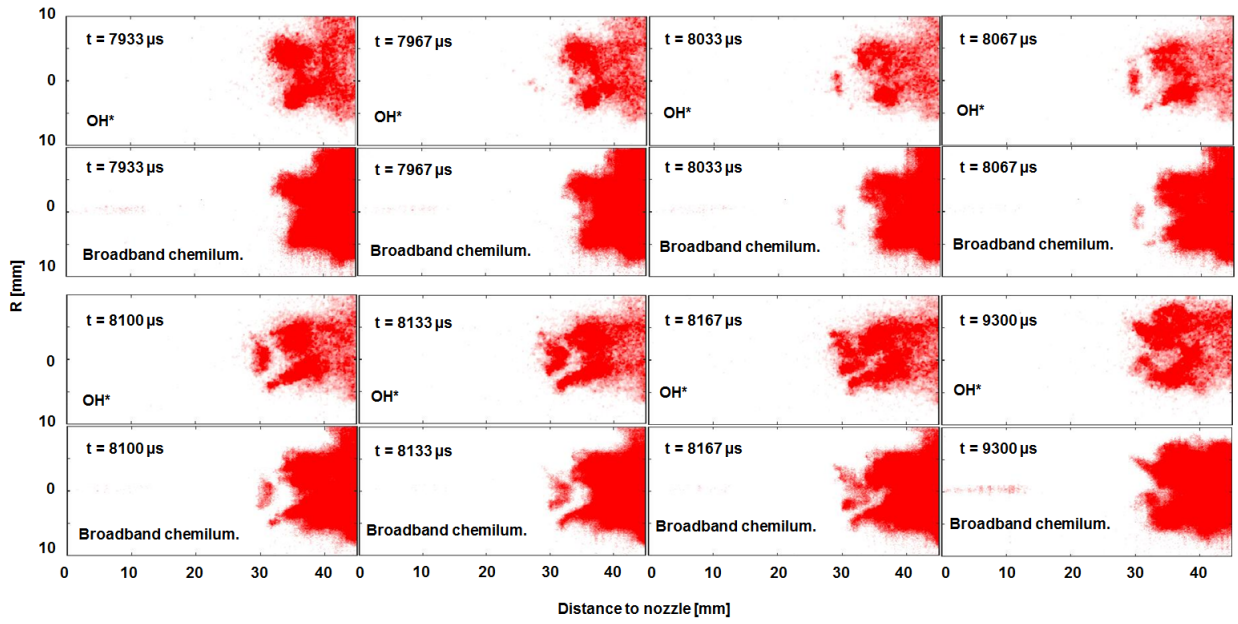 10
t = 7933 µs
t = 7967 µs
t = 8033 µs
t = 8067 µs
0
OH*
OH*
OH*
OH*
10
t = 7933 µs
t = 7967 µs
t = 8033 µs
t = 8067 µs
0
Broadband chemilum.
Broadband chemilum.
Broadband chemilum.
Broadband chemilum.
10
R [mm]
10
t = 8100 µs
t = 8133 µs
t = 8167 µs
t = 9300 µs
0
OH*
OH*
OH*
OH*
10
t = 8100 µs
t = 8133 µs
t = 8167 µs
t = 9300 µs
0
Broadband chemilum.
Broadband chemilum.
Broadband chemilum.
Broadband chemilum.
10
0 10 20 30 40 0 10 20 30 40 0 10 20 30 40 0 10 20 30 40
Distance to nozzle [mm]